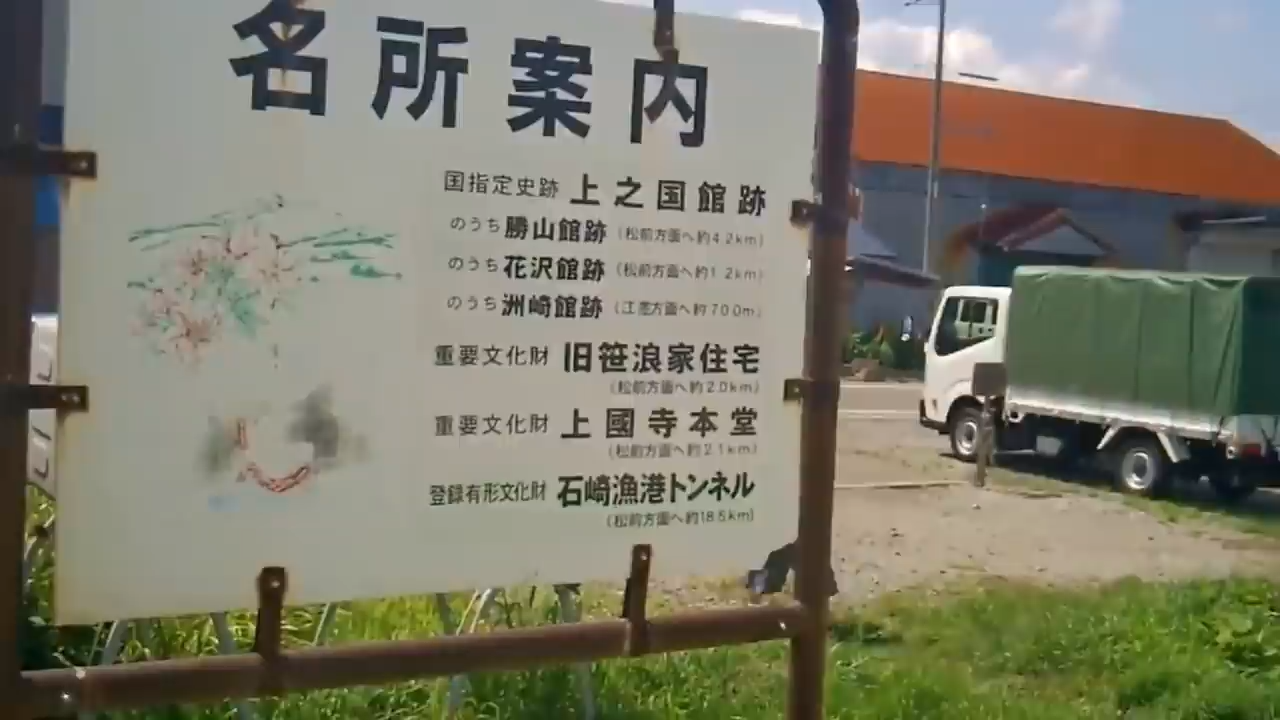 名所案内
国指定史跡 上之国館跡
のうち 勝山館跡 (松前方面へ約4.2km)
のうち 花沢館跡 (松前方面へ約1.2km)
のうち 洲崎館跡 (江差方面へ約700m)
重要文化財 旧笹浪家住宅
(松前方面へ約2.0km)
重要文化財 上國寺本堂
(松前方面へ約2.1km)
登録有形文化財 石崎漁港トンネル
(松前方面へ約18.5km)